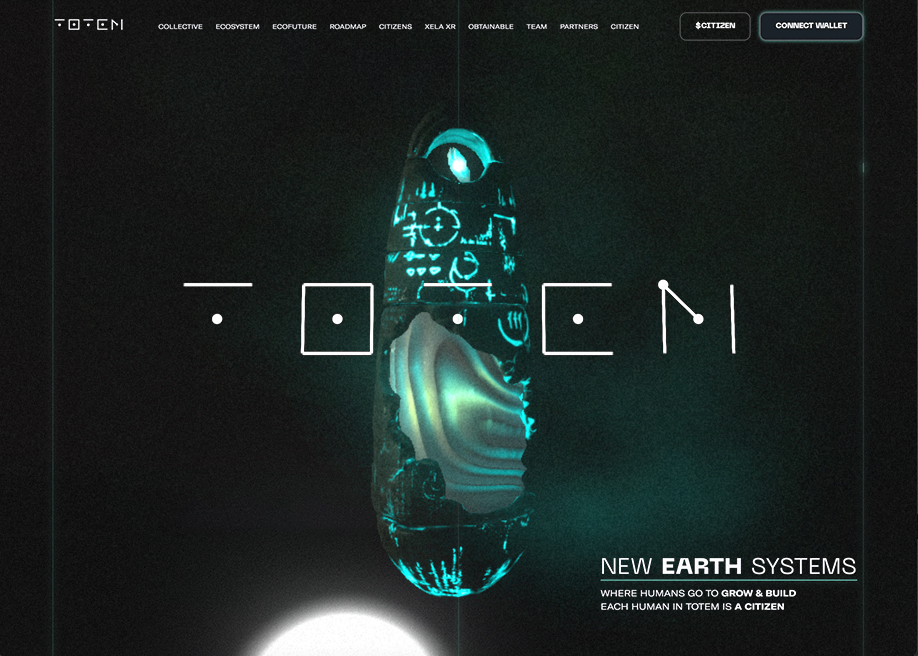 TOTEM
COLLECTIVE ECOSYSTEM ECOFUTURE ROADMAP CITIZENS XELA XR OBTAINABLE TEAM PARTNERS CITIZEN
$CITIZEN
CONNECT WALLET
TOTEM
NEW EARTH SYSTEMS
WHERE HUMANS GO TO GROW & BUILD
EACH HUMAN IN TOTEM IS A CITIZEN